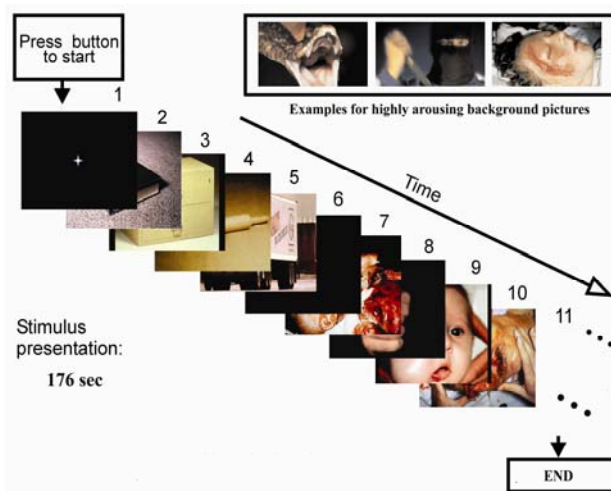 Press button
to start
Examples for highly arousing background pictures
1
2
3
4
5
6
7
8
9
10
11
Time
Stimulus
presentation:
176 sec
END